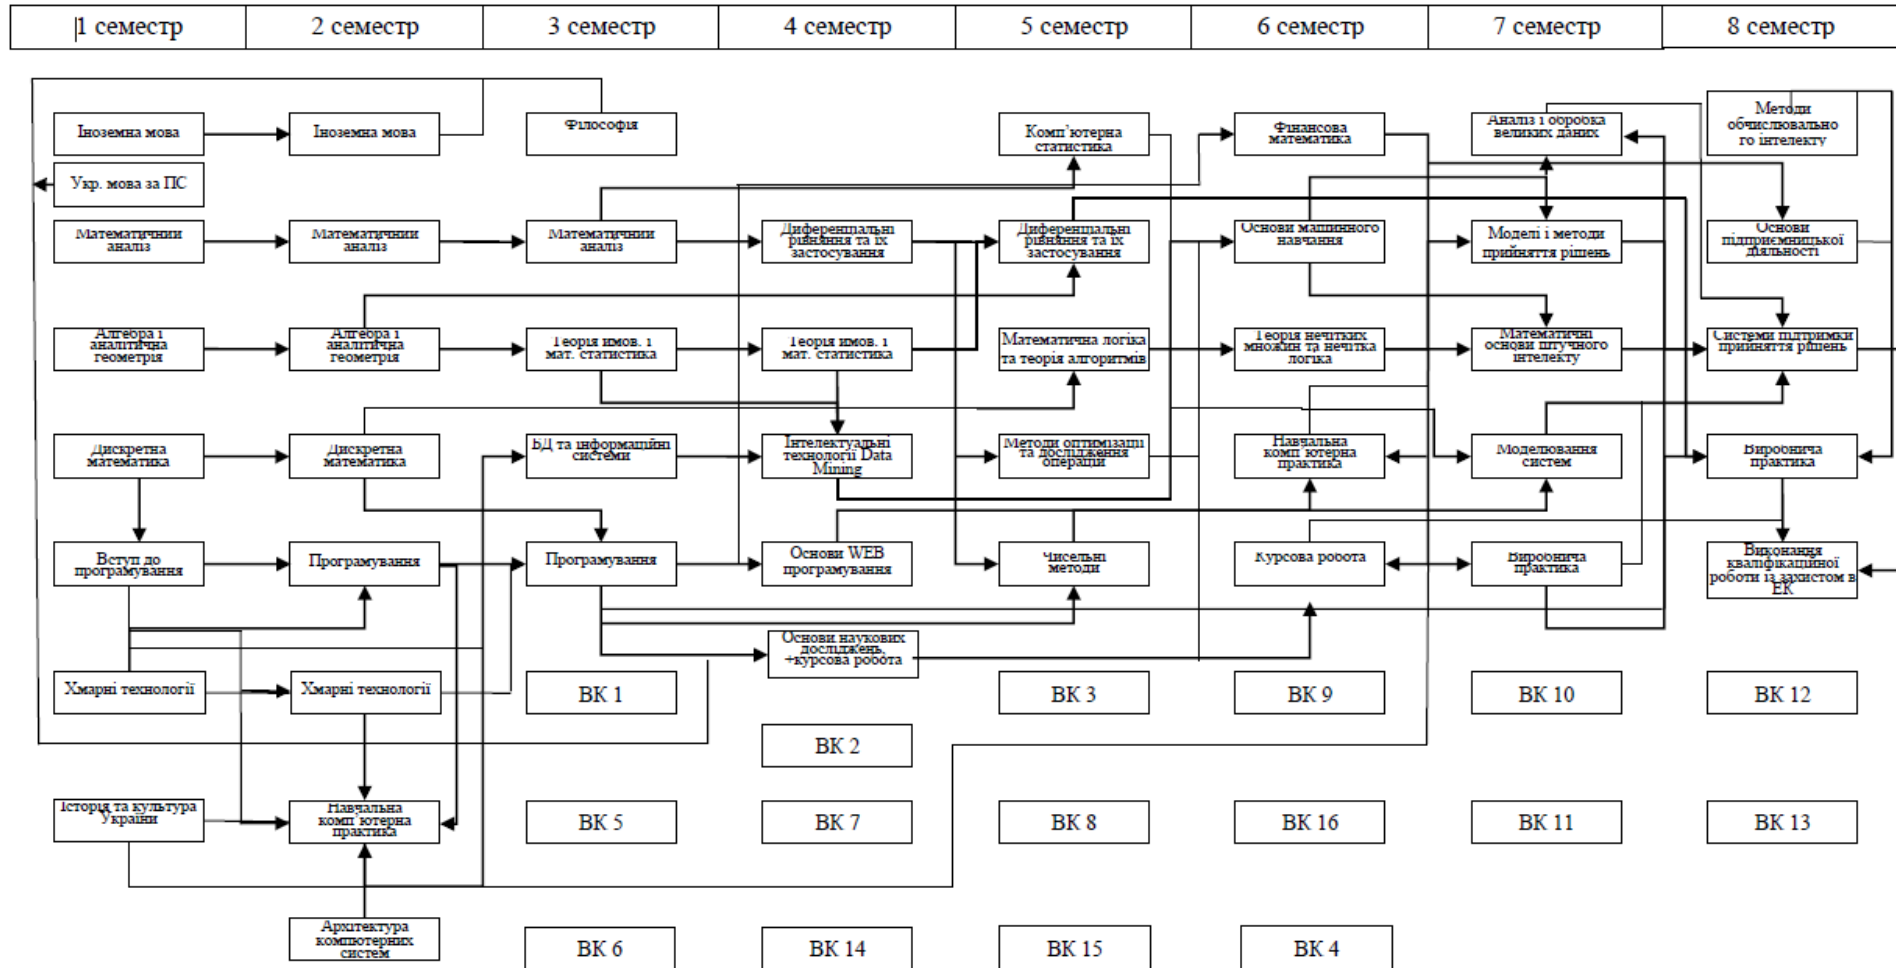 1 семестр
2 семестр
3 семестр
4 семестр
5 семестр
6 семестр
7 семестр
8 семестр
Іноземна мова
Іноземна мова
Філософія
Комп'ютерна
статистика
Фінансова
математика
Аналіз і обробка
великих даних
Методи
обчислювально
го інтелекту
Укр. мова за ПС
Математичний
аналіз
Математичний
аналіз
Математичний
аналіз
Диференціальні
рівняння та їх
застосування
Диференціальні
рівняння та їх
застосування
Основи машинного
навчання
Моделі і методи
прийняття рішень
Основи
підприємницької
діяльності
Алгебра і
аналітична
геометрія
Алгебра і
аналітична
геометрія
Теорія ймов. і
мат. статистика
Теорія ймов. і
мат. статистика
Математична логіка
та теорія алгоритмів
Теорія нечітких
множин та нечітка
логіка
Математичні
основи штучного
інтелекту
Системи підтримки
прийняття рішень
Дискретна
математика
Дискретна
математика
БД та інформаційні
системи
Інтелектуальні
технології Data
Mining
Методи оптимізації
та дослідження
операцій
Навчальна
комп'ютерна
практика
Моделювання
систем
Виробнича
практика
Вступ до
програмування
Програмування
Програмування
Основи WEB
програмування
Чисельні
методи
Курсова робота
Виробнича
практика
Виконання
кваліфікаційної
роботи із захистом в
ЕК
Основи наукових
досліджень,
+курсова робота
Хмарні технології
Хмарні технології
ВК 1
ВК 3
ВК 9
ВК 10
ВК 12
ВК 2
Історія та культура
України
Навчальна
комп'ютерна
практика
ВК 5
ВК 7
ВК 8
ВК 16
ВК 11
ВК 13
Архітектура
компютерних
систем
ВК 6
ВК 14
ВК 15
ВК 4